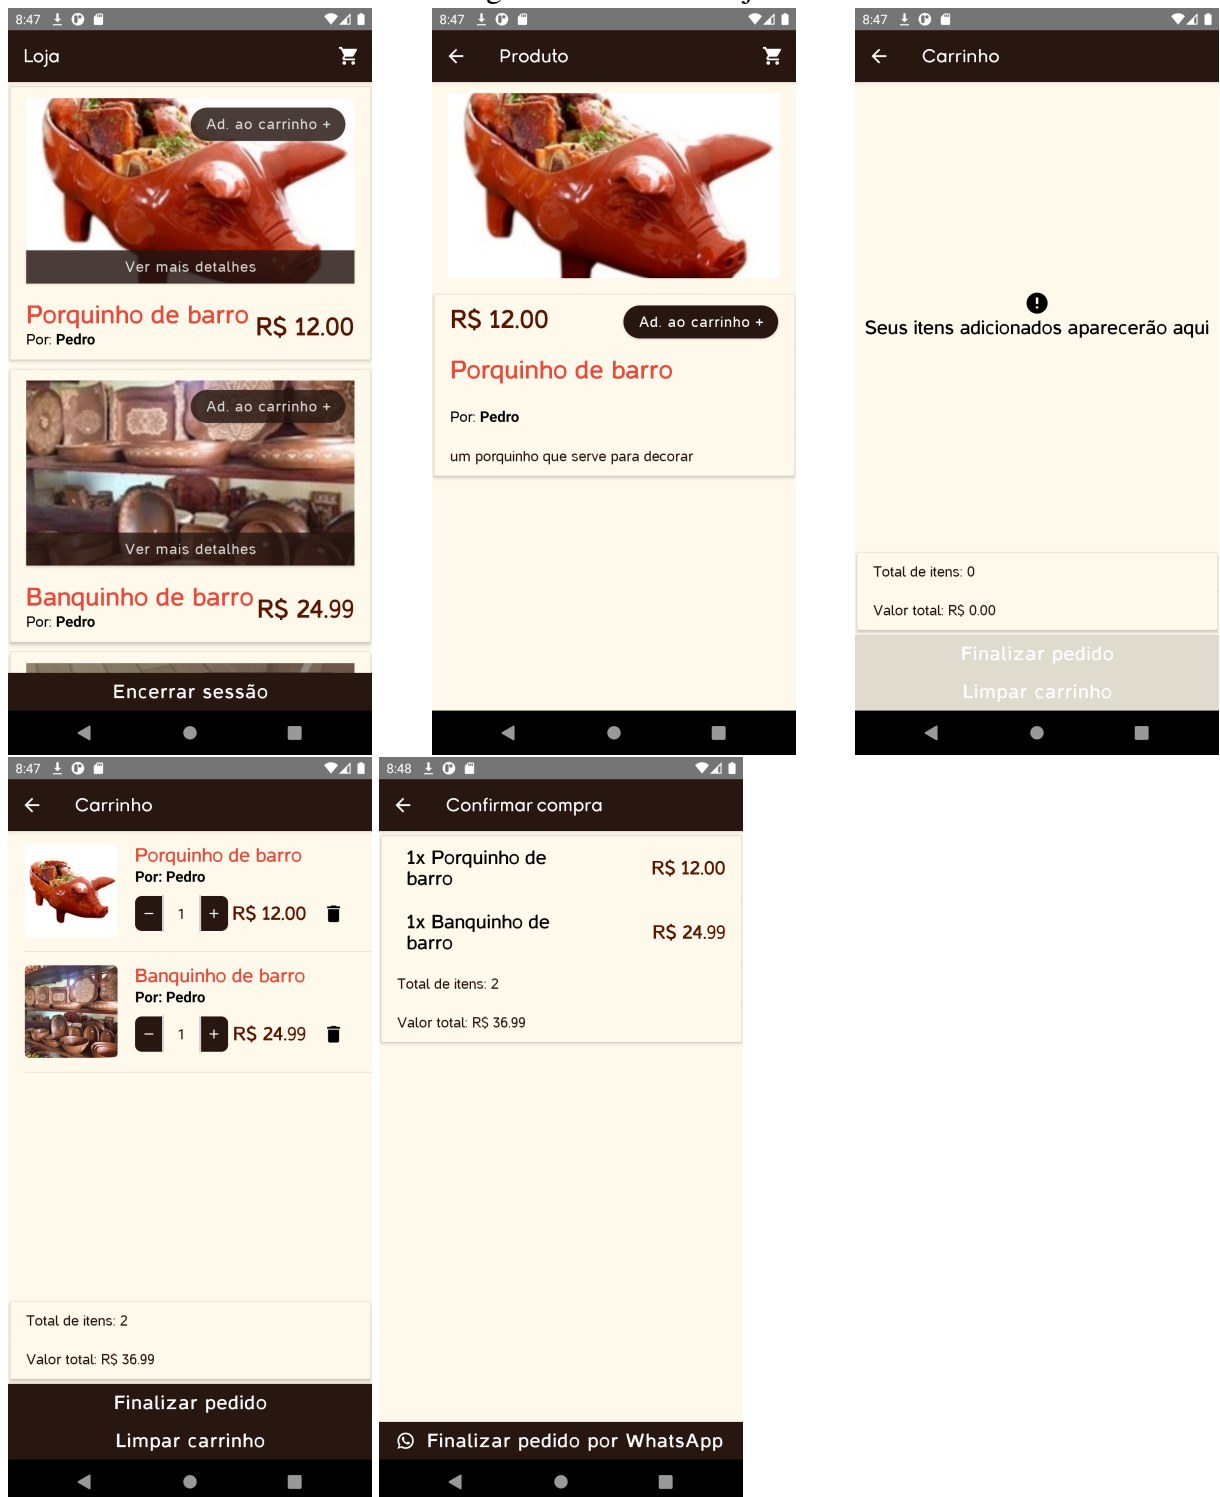 8:47
Loja
Ad. ao carrinho +
Ver mais detalhes
Porquinho de barro
Por: Pedro
R$ 12.00
Ad. ao carrinho +
Ver mais detalhes
Banquinho de barro
Por: Pedro
R$ 24.99
Encerrar sessão
8:47
Produto
R$ 12.00
Ad. ao carrinho +
Porquinho de barro
Por: Pedro
um porquinho que serve para decorar
8:47
Carrinho
Seus itens adicionados aparecerão aqui
Total de itens: 0
Valor total: R$ 0.00
Finalizar pedido
Limpar carrinho
8:47
Carrinho
Porquinho de barro
Por: Pedro
− 1 + R$ 12.00
Banquinho de barro
Por: Pedro
− 1 + R$ 24.99
Total de itens: 2
Valor total: R$ 36.99
Finalizar pedido
Limpar carrinho
8:48
Confirmar compra
1x Porquinho de
barro
R$ 12.00
1x Banquinho de
barro
R$ 24.99
Total de itens: 2
Valor total: R$ 36.99
Finalizar pedido por WhatsApp